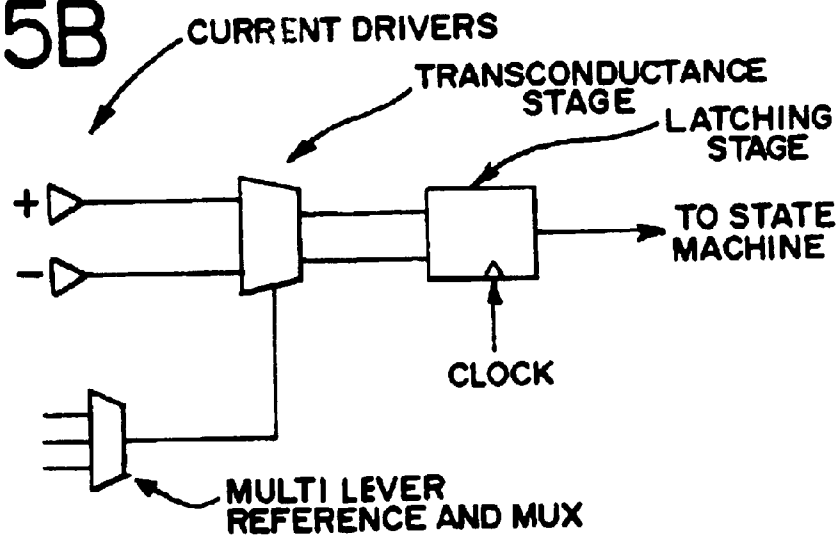 5B
CURRENT DRIVERS
TRANSCONDUCTANCE
STAGE
LATCHING
STAGE
+
-
TO STATE
MACHINE
CLOCK
MULTI LEVER
REFERENCE AND MUX